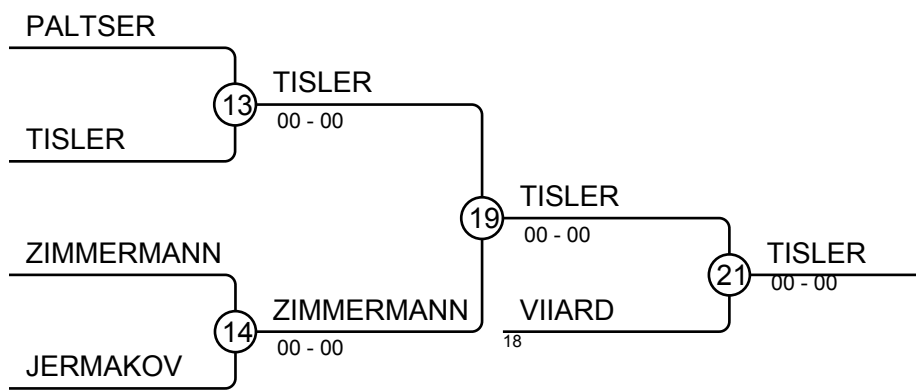 PALTSER
13
TISLER
00 - 00
TISLER
19
TISLER
00 - 00
ZIMMERMANN
14
ZIMMERMANN
00 - 00
JERMAKOV
21
TISLER
00 - 00
VIIARD
18